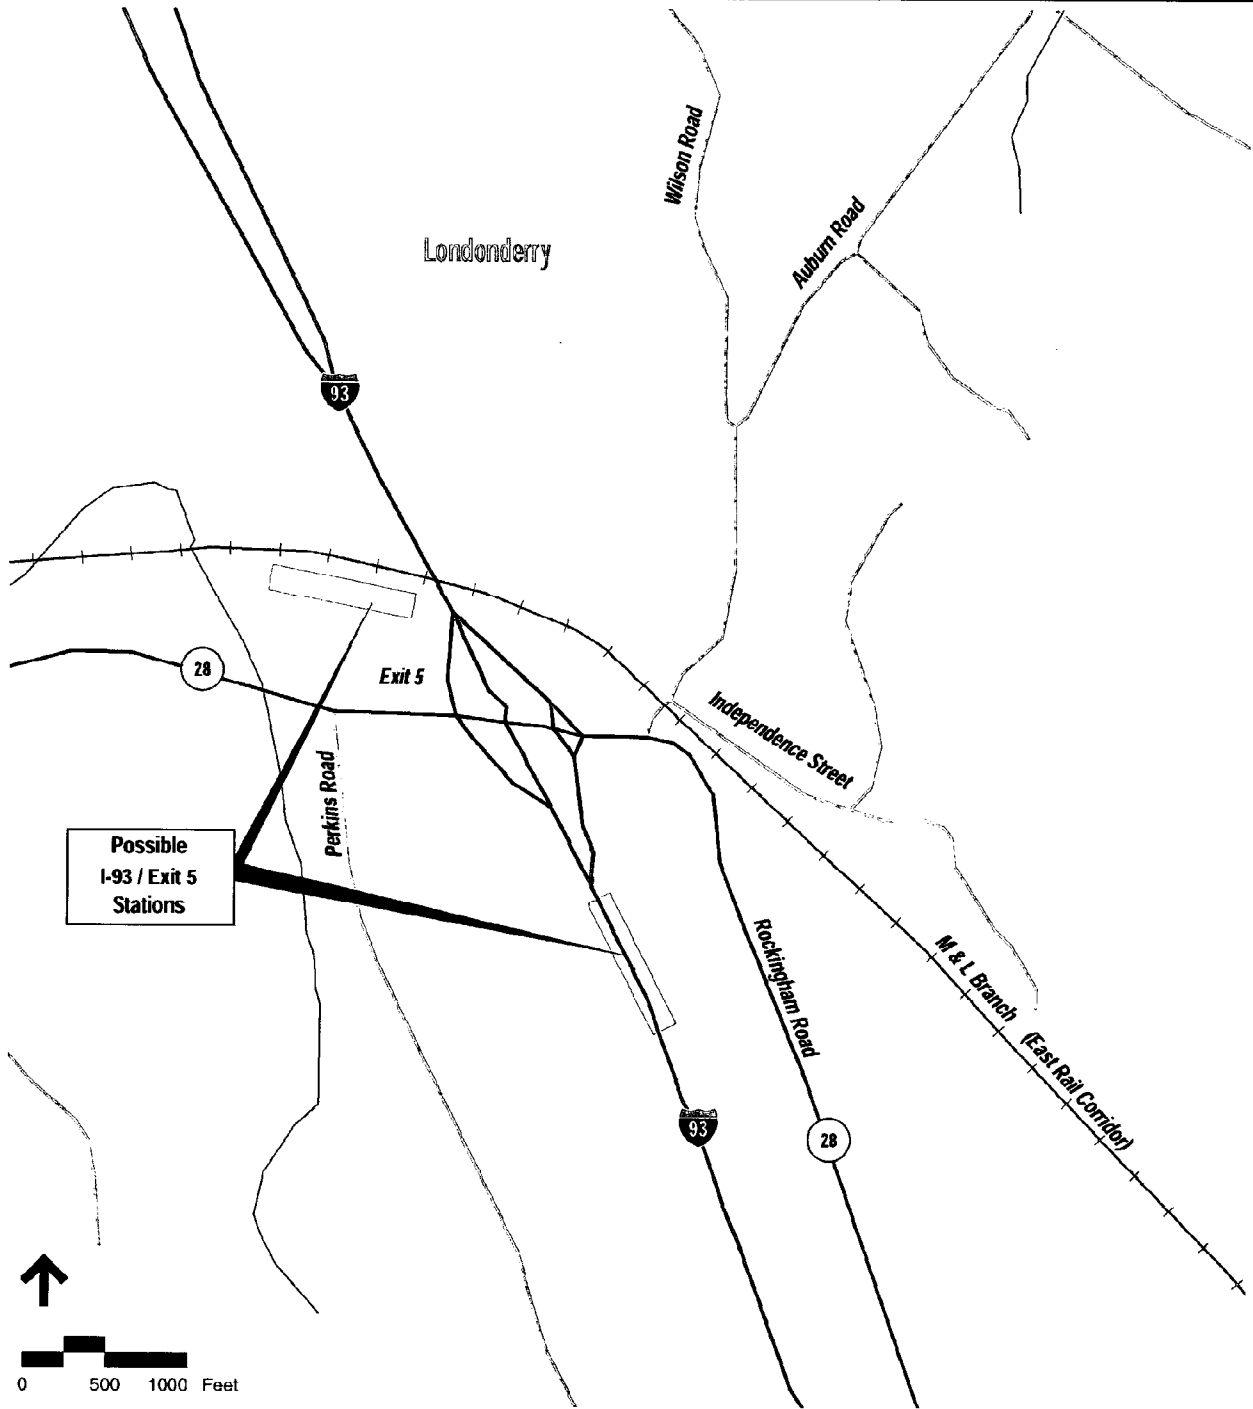 Wilson Road
Auburn Road
Londonderry
93
28
Exit 5
Independence Street
Perkins Road
Possible
I-93 / Exit 5
Stations
Rockingham Road
M & L Branch (East Rail Corridor)
93
28
0 500 1000 Feet